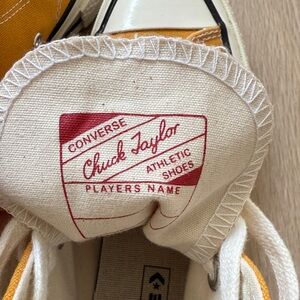 CONVERSE
Chuck Taylor
ATHLETIC
SHOES
PLAYERS NAME